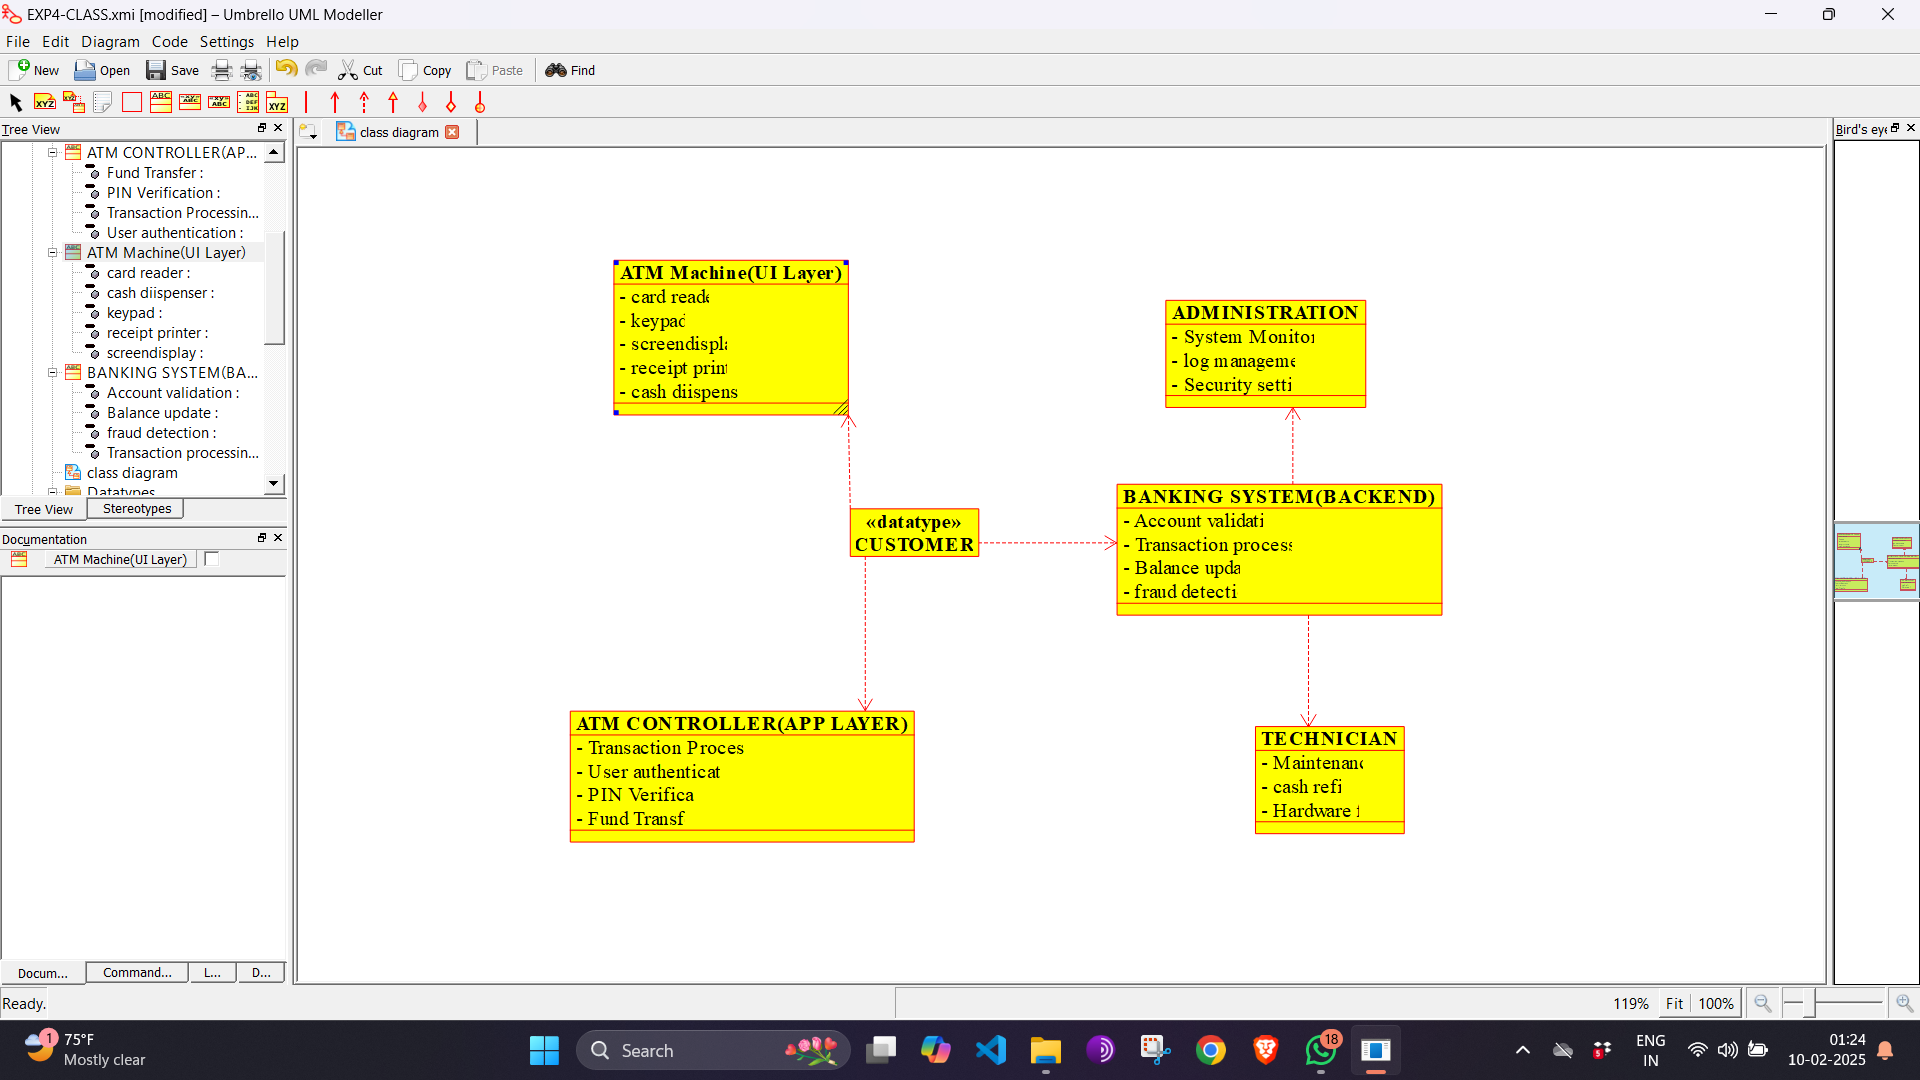 EXP4-CLASS.xmi [modified] – Umbrello UML Modeller
File Edit Diagram Code Settings Help
New Open Save Cut Copy Paste Find
Tree View
ATM CONTROLLER(AP...
Fund Transfer :
PIN Verification :
Transaction Processin...
User authentication :
ATM Machine(UI Layer)
card reader :
cash diispenser :
keypad :
receipt printer :
screendisplay :
BANKING SYSTEM(BA...
Account validation :
Balance update :
fraud detection :
Transaction processin...
class diagram
Datatypes
Tree View Stereotypes
Documentation
ATM Machine(UI Layer)
Docum... Command... L... D...
Ready.
class diagram
Bird's eye
ATM Machine(UI Layer)
- card reade
- keypad
- screendispla
- receipt print
- cash diispens
ADMINISTRATION
- System Monitor
- log manageme
- Security setti
«datatype»
CUSTOMER
BANKING SYSTEM(BACKEND)
- Account validati
- Transaction process
- Balance upda
- fraud detecti
ATM CONTROLLER(APP LAYER)
- Transaction Proces
- User authenticat
- PIN Verifica
- Fund Transf
TECHNICIAN
- Maintenanc
- cash refi
- Hardware f
119% Fit 100%
1
75°F
Mostly clear
Search
18
ENG
IN
01:24
10-02-2025